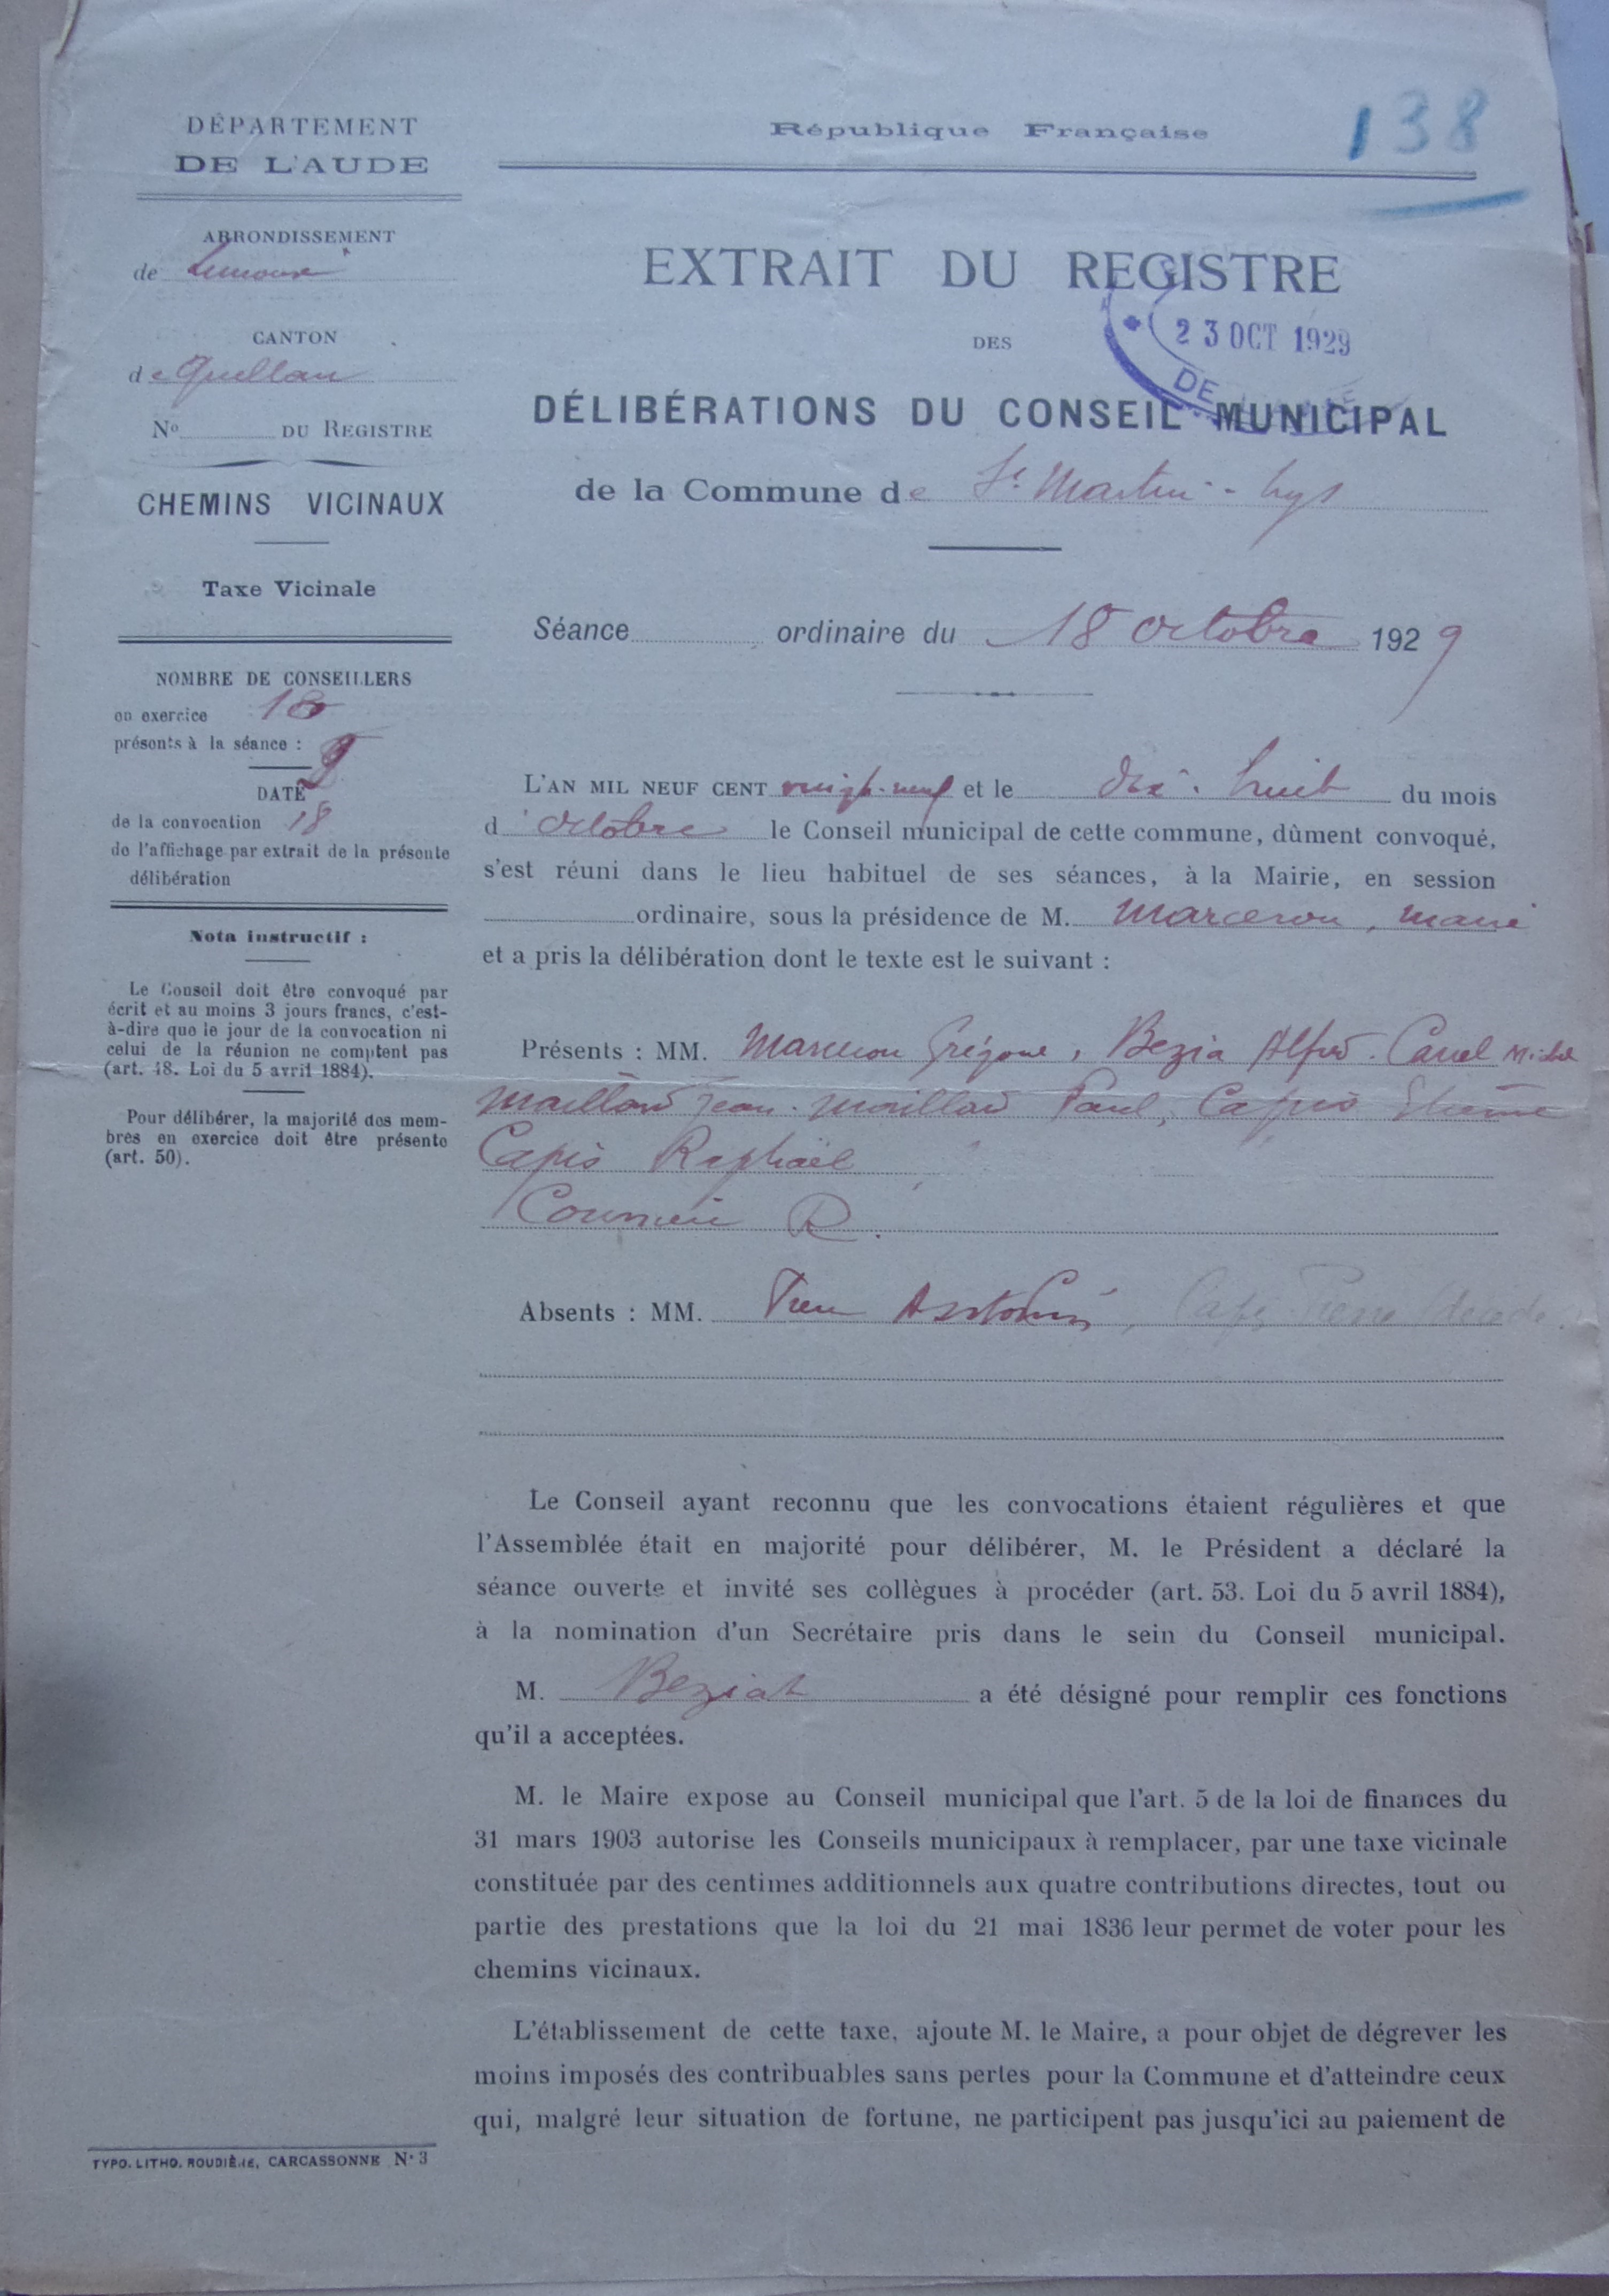 138
DÉPARTEMENT
DE L'AUDE
ARRONDISSEMENT
de Limoux
CANTON
de Quillan
No DU REGISTRE
CHEMINS VICINAUX
Taxe Vicinale
NOMBRE DE CONSEILLERS
en exercice 10
présents à la séance :
DATE
de la convocation 18
de l'affichage par extrait de la présente
délibération
Nota instructif :
Le Conseil doit être convoqué par
écrit et au moins 3 jours francs, c'est-
à-dire que le jour de la convocation ni
celui de la réunion ne comptent pas
(art. 48. Loi du 5 avril 1884).
Pour délibérer, la majorité des mem-
bres en exercice doit être présente
(art. 50).
TYPO. LITHO. ROUDIÈRE, CARCASSONNE N° 3
République Française
EXTRAIT DU REGISTRE
DES
23 OCT 1929
DE
DÉLIBÉRATIONS DU CONSEIL MUNICIPAL
de la Commune de St Martin - Lys
Séance ordinaire du 18 octobre 1929
L'AN MIL NEUF CENT vingt-neuf et le dix-huit du mois
d'octobre le Conseil municipal de cette commune, dûment convoqué,
s'est réuni dans le lieu habituel de ses séances, à la Mairie, en session
ordinaire, sous la présidence de M. Marceron, maire
et a pris la délibération dont le texte est le suivant :
Présents : MM. Marceron Grégoire, Bezia Alfred. Michel
Maillard Jean. Maillard Paul, Capis Etienne
Capis Raphaël
R.
Absents : MM. Antonin, Pierre
Le Conseil ayant reconnu que les convocations étaient régulières et que
l'Assemblée était en majorité pour délibérer, M. le Président a déclaré la
séance ouverte et invité ses collègues à procéder (art. 53. Loi du 5 avril 1884),
à la nomination d'un Secrétaire pris dans le sein du Conseil municipal.
M. Beziat a été désigné pour remplir ces fonctions
qu'il a acceptées.
M. le Maire expose au Conseil municipal que l'art. 5 de la loi de finances du
31 mars 1903 autorise les Conseils municipaux à remplacer, par une taxe vicinale
constituée par des centimes additionnels aux quatre contributions directes, tout ou
partie des prestations que la loi du 21 mai 1836 leur permet de voter pour les
chemins vicinaux.
L'établissement de cette taxe, ajoute M. le Maire, a pour objet de dégrever les
moins imposés des contribuables sans pertes pour la Commune et d'atteindre ceux
qui, malgré leur situation de fortune, ne participent pas jusqu'ici au paiement de